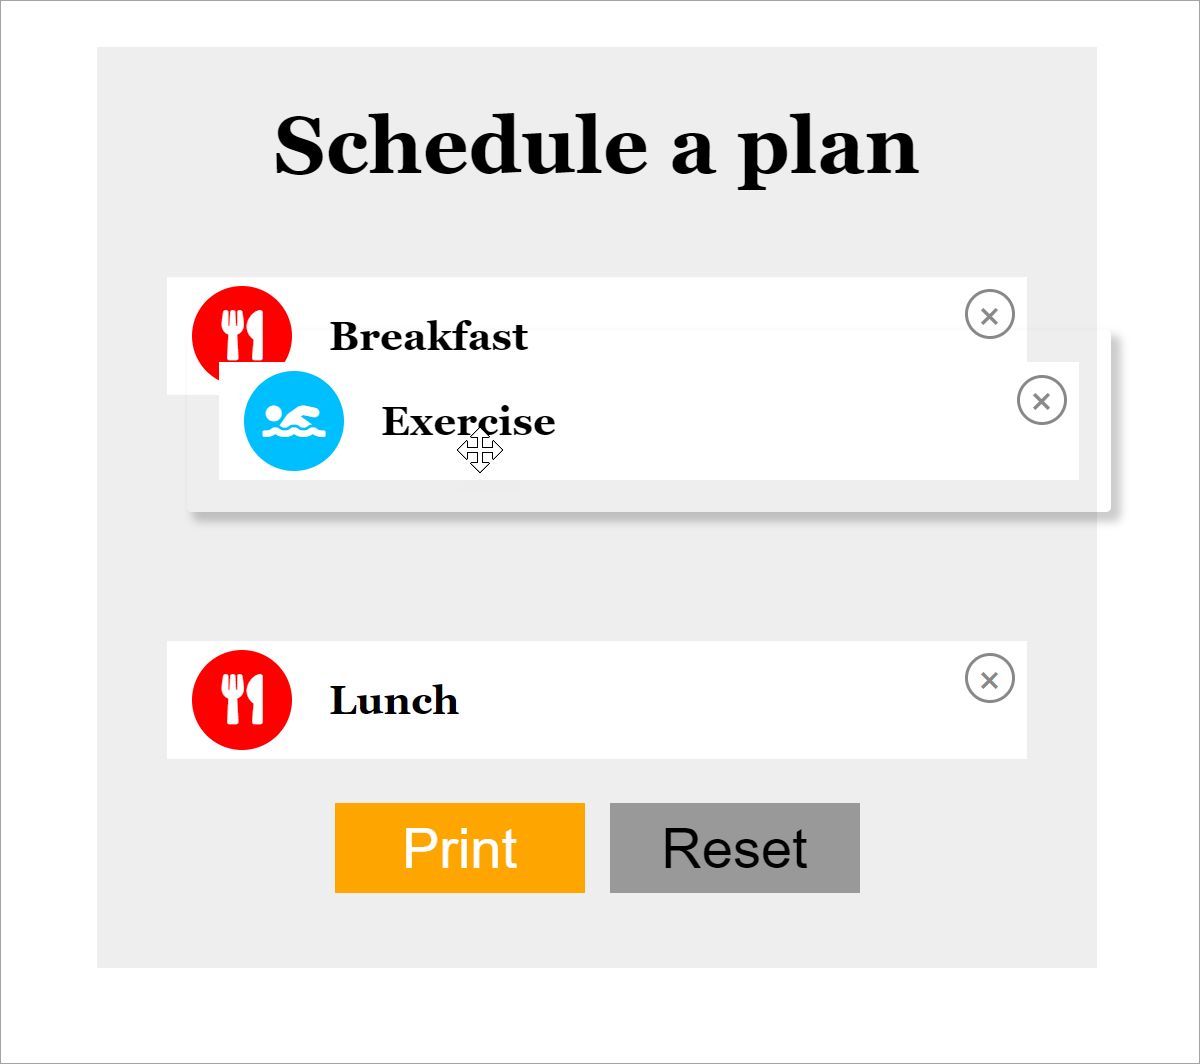 Schedule a plan
Breakfast
Exercise
Lunch
Print
Reset